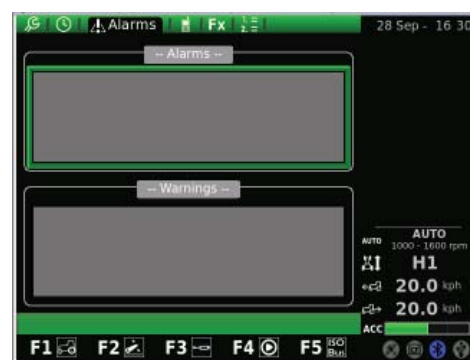 Alarms Fx 28 Sep - 16 30
-- Alarms --
-- Warnings --
AUTO AUTO
1000 - 1600 rpm
H1
20.0 kph
20.0 kph
ACC
F1 F2 F3 F4 F5 ISO Bus